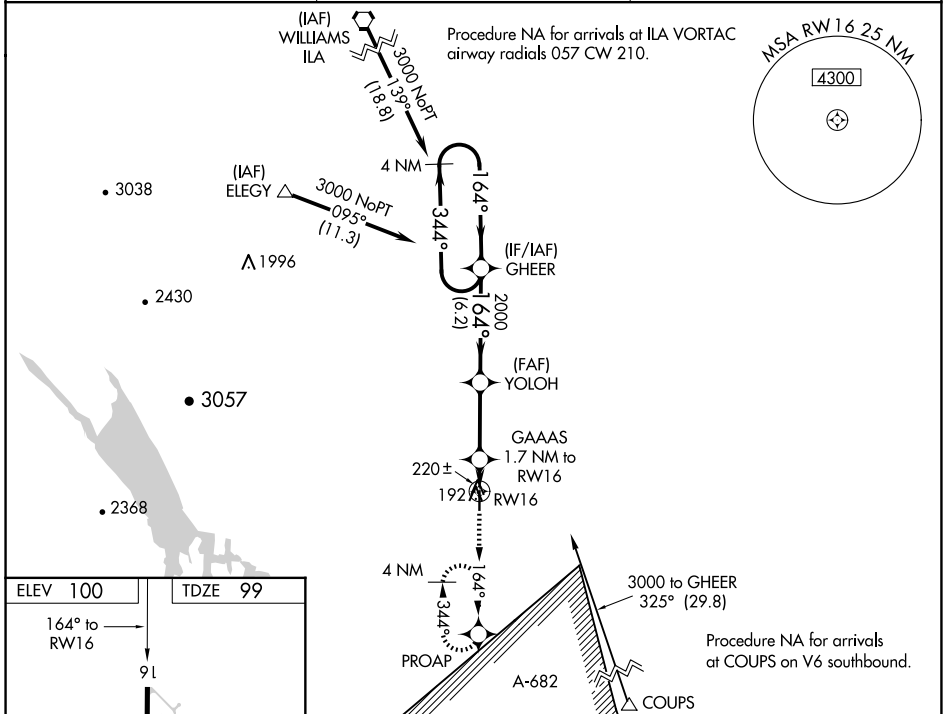 (IAF)
WILLIAMS
ILA
Procedure NA for arrivals at ILA VORTAC
airway radials 057 CW 210.
MSA RW16 25 NM
4300
3000 NoPT
139°
(18.8)
4 NM
(IAF)
ELEGY
3000 NoPT
095°
(11.3)
3038
164°
344°
(IF/IAF)
GHEER
1996
2430
2000
164°
(6.2)
(FAF)
YOLOH
3057
GAAAS
1.7 NM to
RW16
220±
192
RW16
2368
4 NM
164°
344°
PROAP
3000 to GHEER
325° (29.8)
Procedure NA for arrivals
at COUPS on V6 southbound.
A-682
COUPS
ELEV 100
TDZE 99
164° to
RW16
16